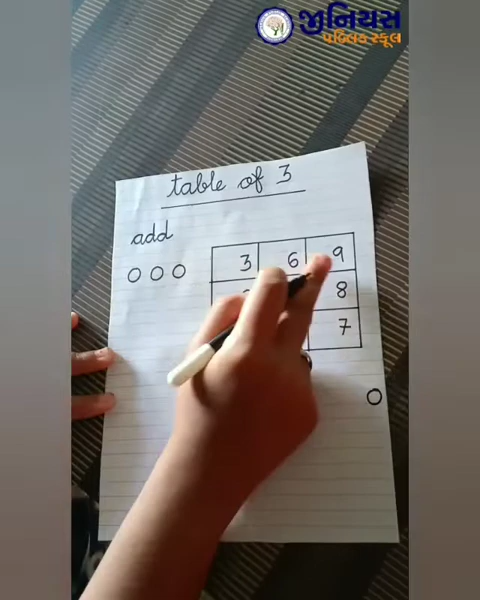 જીનિયસ
પબ્લિક સ્કૂલ
table of 3
add
0 0 0
3 6 9
8
7
0